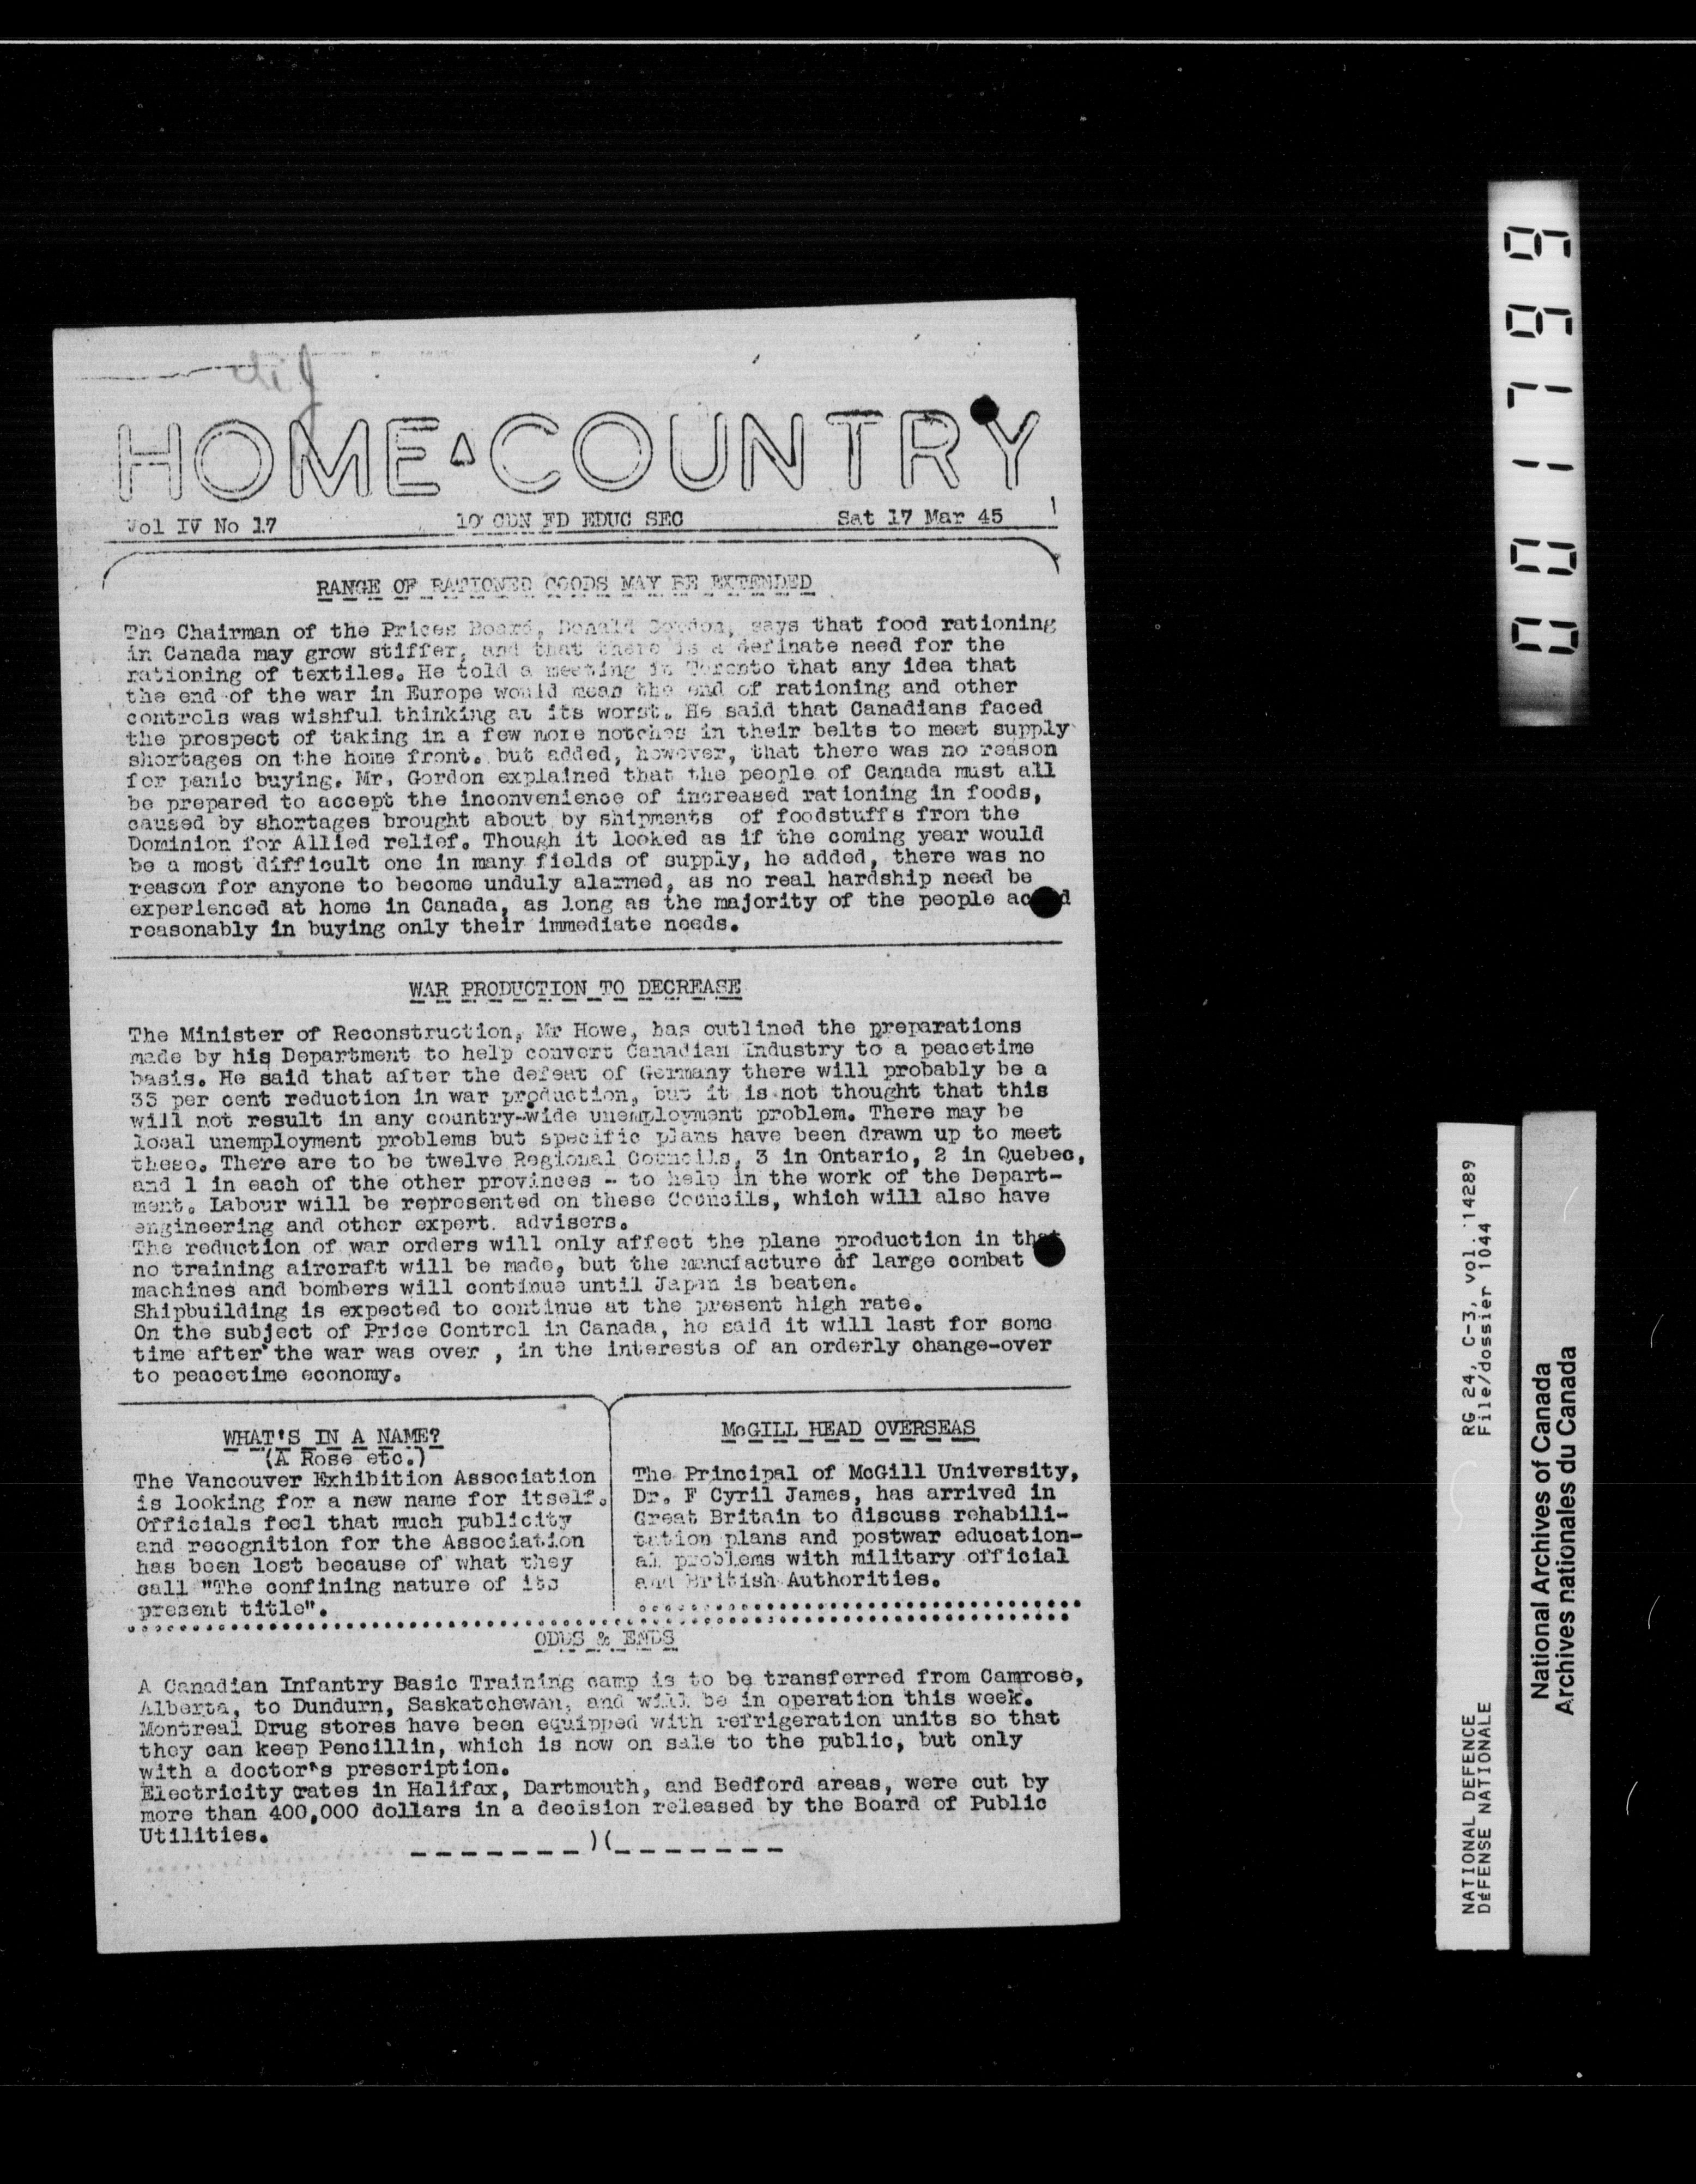 HOME COUNTRY
Vol IV No 17 10 CDN FD EDUC SEC Sat 17 Mar 45
RANGE OF RATIONED GOODS MAY BE EXTENDED
The Chairman of the Prices Board, Donald Gordon, says that food rationing
in Canada may grow stiffer, and that there is a definate need for the
rationing of textiles. He told a meeting in Toronto that any idea that
the end of the war in Europe would mean the end of rationing and other
controls was wishful thinking at its worst. He said that Canadians faced
the prospect of taking in a few more notches in their belts to meet supply
shortages on the home front. but added, however, that there was no reason
for panic buying. Mr. Gordon explained that the people of Canada must all
be prepared to accept the inconvenience of increased rationing in foods,
caused by shortages brought about by shipments of foodstuffs from the
Dominion for Allied relief. Though it looked as if the coming year would
be a most difficult one in many fields of supply, he added, there was no
reason for anyone to become unduly alarmed, as no real hardship need be
experienced at home in Canada, as long as the majority of the people
reasonably in buying only their immediate needs.
WAR PRODUCTION TO DECREASE
The Minister of Reconstruction, Mr Howe, has outlined the preparations
made by his Department to help convert Canadian Industry to a peacetime
basis. He said that after the defeat of Germany there will probably be a
35 per cent reduction in war production, but it is not thought that this
will not result in any country-wide unemployment problem. There may be
local unemployment problems but specific plans have been drawn up to meet
these. There are to be twelve Regional Councils, 3 in Ontario, 2 in Quebec,
and 1 in each of the other provinces - to help in the work of the Depart-
ment. Labour will be represented on these Councils, which will also have
engineering and other expert. advisers.
The reduction of war orders will only affect the plane production in that
no training aircraft will be made, but the manufacture of large combat
machines and bombers will continue until Japan is beaten.
Shipbuilding is expected to continue at the present high rate.
On the subject of Price Control in Canada, he said it will last for some
time after the war was over , in the interests of an orderly change-over
to peacetime economy.
WHAT'S IN A NAME?
(A Rose etc.)
The Vancouver Exhibition Association
is looking for a new name for itself.
Officials feel that much publicity
and recognition for the Association
has been lost because of what they
call "The confining nature of its
present title".
McGILL HEAD OVERSEAS
The Principal of McGill University,
Dr. F Cyril James, has arrived in
Great Britain to discuss rehabili-
tation plans and postwar education-
al problems with military official
and British Authorities.
ODDS & ENDS
A Canadian Infantry Basic Training camp is to be transferred from Camrose,
Alberta, to Dundurn, Saskatchewan, and will be in operation this week.
Montreal Drug stores have been equipped with refrigeration units so that
they can keep Pencillin, which is now on sale to the public, but only
with a doctor's prescription.
Electricity rates in Halifax, Dartmouth, and Bedford areas, were cut by
more than 400,000 dollars in a decision released by the Board of Public
Utilities.
_ _ _ _ _ _ _ )(_ _ _ _ _ _ _
001799
NATIONAL DEFENCE RG 24, C-3, vol. 14289
DÉFENSE NATIONALE File/dossier 1044
National Archives of Canada
Archives nationales du Canada